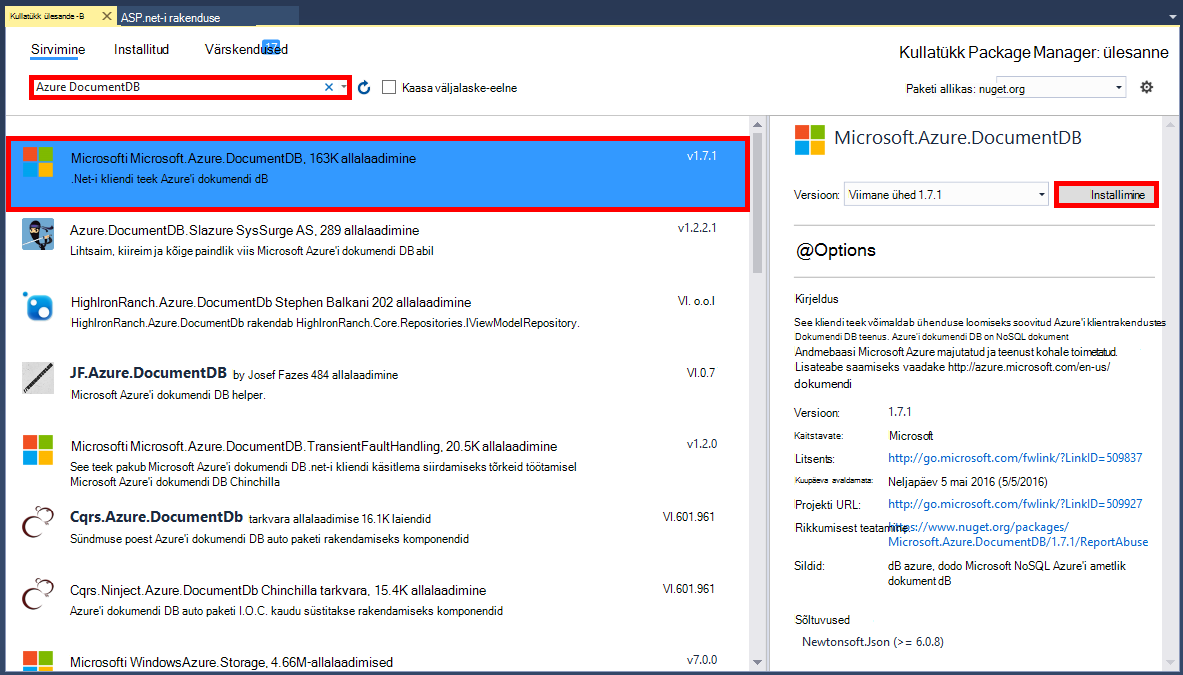 Kullatükk ülesande -B
ASP.net-i rakenduse
Sirvimine
Installitud
Värskendused
17
Kullatükk Package Manager: ülesanne
Azure DocumentDB
Kaasa väljalaske-eelne
Paketi allikas: nuget.org
Microsofti Microsoft.Azure.DocumentDB, 163K allalaadimine
v1.7.1
.Net-i kliendi teek Azure'i dokumendi dB
Azure.DocumentDB.Slazure SysSurge AS, 289 allalaadimine
v1.2.2.1
Lihtsaim, kiireim ja kõige paindlik viis Microsoft Azure'i dokumendi DB abil
HighIronRanch.Azure.DocumentDb Stephen Balkani 202 allalaadimine
VI. o.o.l
HighIronRanch.Azure.DocumentDb rakendab HighIronRanch.Core.Repositories.IViewModelRepository.
JF.Azure.DocumentDB by Josef Fazes 484 allalaadimine
VI.0.7
Microsoft Azure'i dokumendi DB helper.
Microsofti Microsoft.Azure.DocumentDB.TransientFaultHandling, 20.5K allalaadimine
v1.2.0
See teek pakub Microsoft Azure'i dokumendi DB .net-i kliendi käsitlema siirdamiseks tõrkeid töötamisel
Microsoft Azure'i dokumendi DB Chinchilla
Cqrs.Azure.DocumentDb tarkvara allalaadimise 16.1K laiendid
VI.601.961
Sündmuse poest Azure'i dokumendi DB auto paketi rakendamiseks komponendid
Cqrs.Ninject.Azure.DocumentDb Chinchilla tarkvara, 15.4K allalaadimine
VI.601.961
Azure'i dokumendi DB auto paketi I.O.C. kaudu süstitakse rakendamiseks komponendid
Microsofti WindowsAzure.Storage, 4.66M-allalaadimised
v7.0.0
Microsoft.Azure.DocumentDB
Versioon: Viimane ühed 1.7.1
Installimine
@Options
Kirjeldus
See kliendi teek võimaldab ühenduse loomiseks soovitud Azure'i klientrakendustes
Dokumendi DB teenus. Azure'i dokumendi DB on NoSQL dokument
Andmebaasi Microsoft Azure majutatud ja teenust kohale toimetatud.
Lisateabe saamiseks vaadake http://azure.microsoft.com/en-us/
dokumendi
Versioon: 1.7.1
Kaitstavate: Microsoft
Litsents: http://go.microsoft.com/fwlink/?LinkID=509837
Kuupäeva avaldamata: Neljapäev 5 mai 2016 (5/5/2016)
Projekti URL: http://go.microsoft.com/fwlink/?LinkID=509927
Rikkumisest teatamine: https://www.nuget.org/packages/
Microsoft.Azure.DocumentDB/1.7.1/ReportAbuse
Sildid: dB azure, dodo Microsoft NoSQL Azure'i ametlik
dokument dB
Sõltuvused
Newtonsoft.Json (>= 6.0.8)